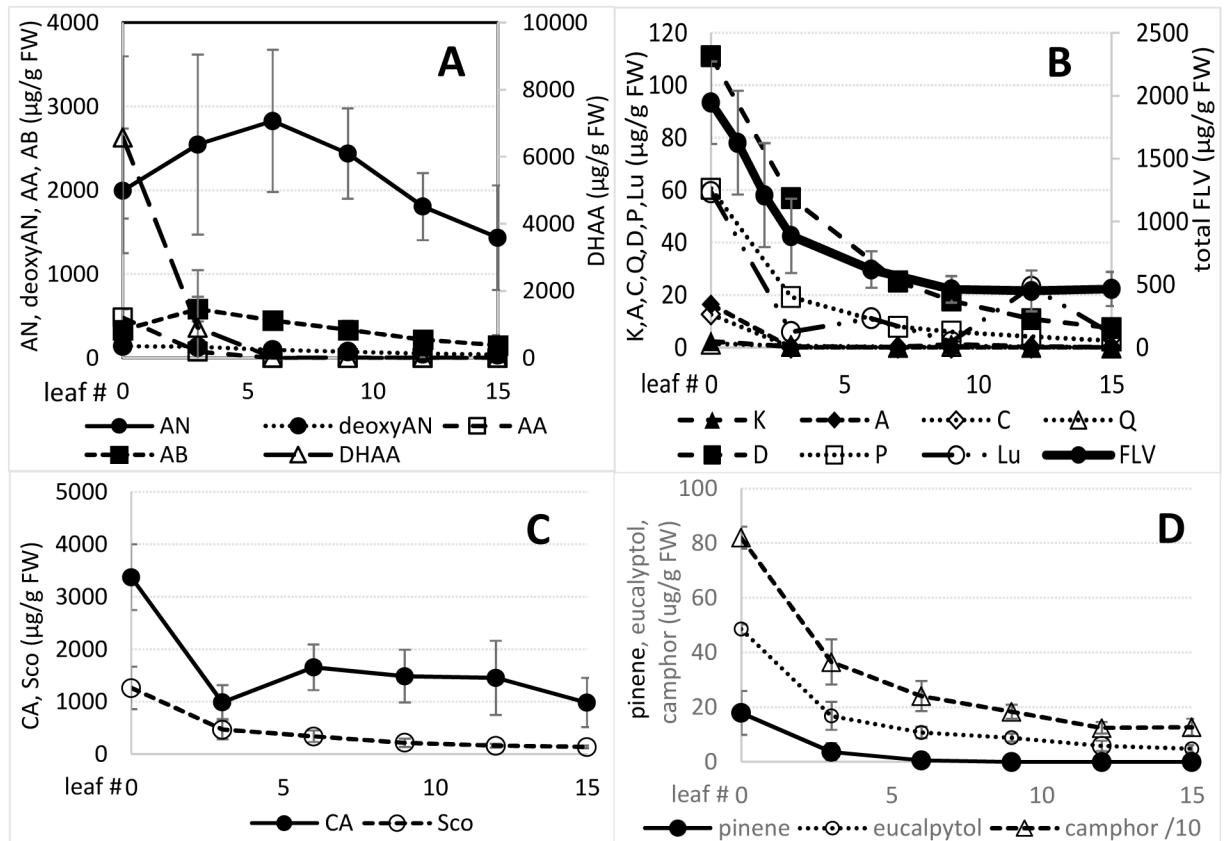 A
AN, deoxyAN, AA, AB (µg/g FW)
4000
3000
2000
1000
0
DHAA (µg/g FW)
10000
8000
6000
4000
2000
0
leaf # 0 5 10 15
AN deoxyAN AA
AB DHAA
B
K,A,C,Q,D,P,Lu (µg/g FW)
120
100
80
60
40
20
0
total FLV (µg/g FW)
2500
2000
1500
1000
500
0
leaf # 0 5 10 15
K A C Q
D P Lu FLV
C
CA, Sco (µg/g FW)
5000
4000
3000
2000
1000
0
leaf # 0 5 10 15
CA Sco
D
pinene, eucalyptol,
camphor (ug/g FW)
100
80
60
40
20
0
leaf # 0 5 10 15
pinene eucalpytol camphor /10